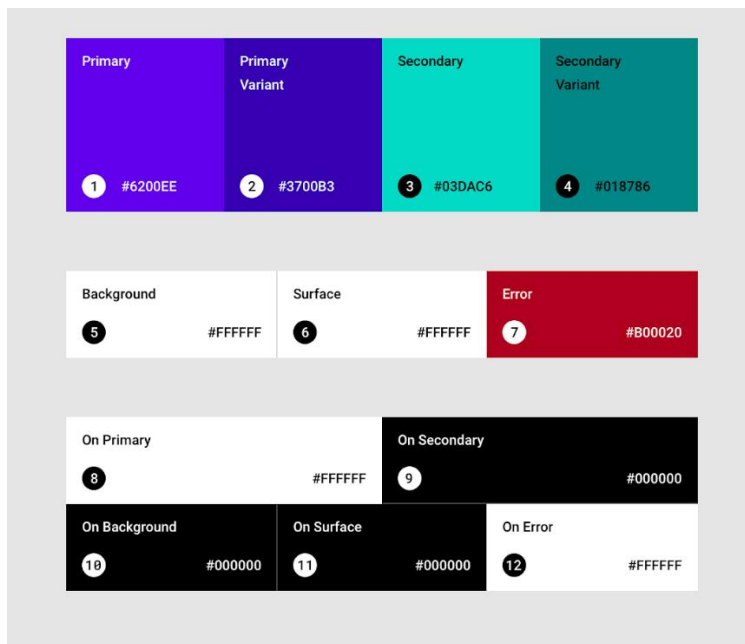 Primary
1 #6200EE
Primary
Variant
2 #3700B3
Secondary
3 #03DAC6
Secondary
Variant
4 #018786
Background
5 #FFFFFF
Surface
6 #FFFFFF
Error
7 #B00020
On Primary
8 #FFFFFF
On Secondary
9 #000000
On Background
10 #000000
On Surface
11 #000000
On Error
12 #FFFFFF